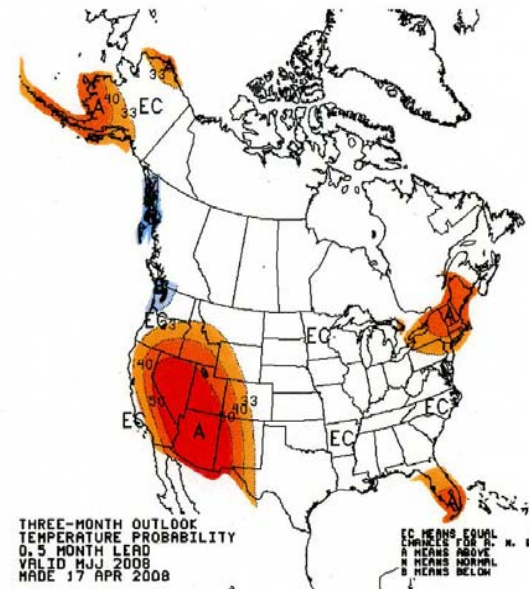 A
33
A
40
33
EC
B
EC
33
40
EC
50
33
40
50
EC
A
EC
EC
A
A
THREE-MONTH OUTLOOK
TEMPERATURE PROBABILITY
0.5 MONTH LEAD
VALID MJJ 2008
MADE 17 APR 2008
EC MEANS EQUAL
CHANCES FOR A, N,
A MEANS ABOVE
N MEANS NORMAL
B MEANS BELOW